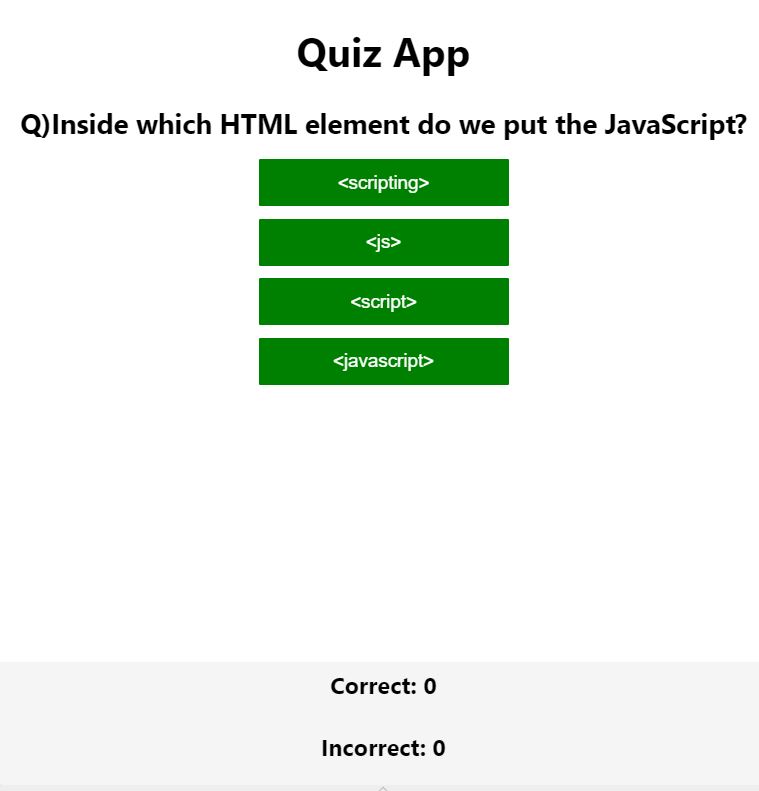 Quiz App
Q)Inside which HTML element do we put the JavaScript?
<scripting>
<js>
<script>
<javascript>
Correct: 0
Incorrect: 0